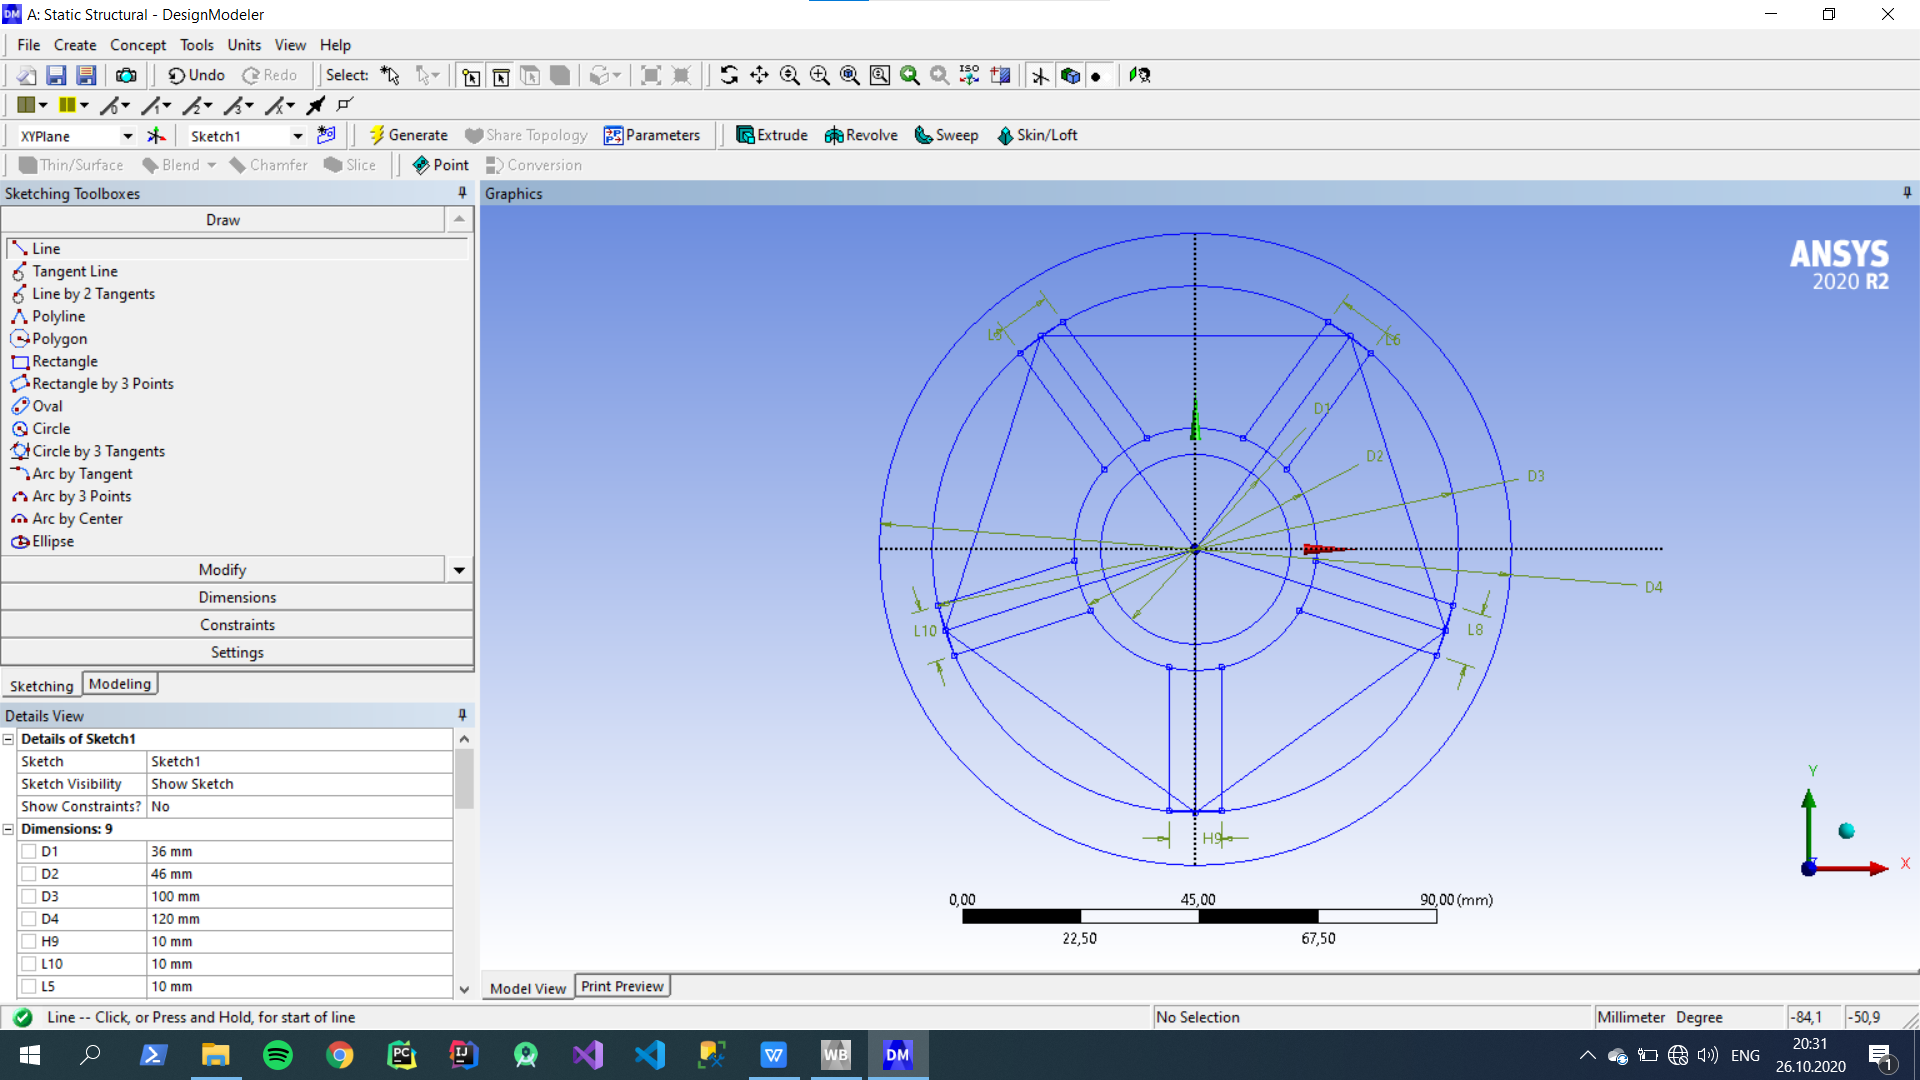 DM A: Static Structural - DesignModeler
File Create Concept Tools Units View Help
Undo Redo Select: ISO
XYPlane Sketch1 Generate Share Topology Parameters Extrude Revolve Sweep Skin/Loft
Thin/Surface Blend Chamfer Slice Point Conversion
Sketching Toolboxes
Draw
Line
Tangent Line
Line by 2 Tangents
Polyline
Polygon
Rectangle
Rectangle by 3 Points
Oval
Circle
Circle by 3 Tangents
Arc by Tangent
Arc by 3 Points
Arc by Center
Ellipse
Modify
Dimensions
Constraints
Settings
Sketching Modeling
Details View
Details of Sketch1
Sketch Sketch1
Sketch Visibility Show Sketch
Show Constraints? No
Dimensions: 9
D1 36 mm
D2 46 mm
D3 100 mm
D4 120 mm
H9 10 mm
L10 10 mm
L5 10 mm
Graphics
ANSYS
2020 R2
L5
L6
D1
D2
D3
D4
L10
L8
H9
Y
X
0,00 45,00 90,00 (mm)
22,50 67,50
Model View Print Preview
Line -- Click, or Press and Hold, for start of line No Selection Millimeter Degree -84,1 -50,9
PC IJ W WB DM ENG 20:31
26.10.2020
1